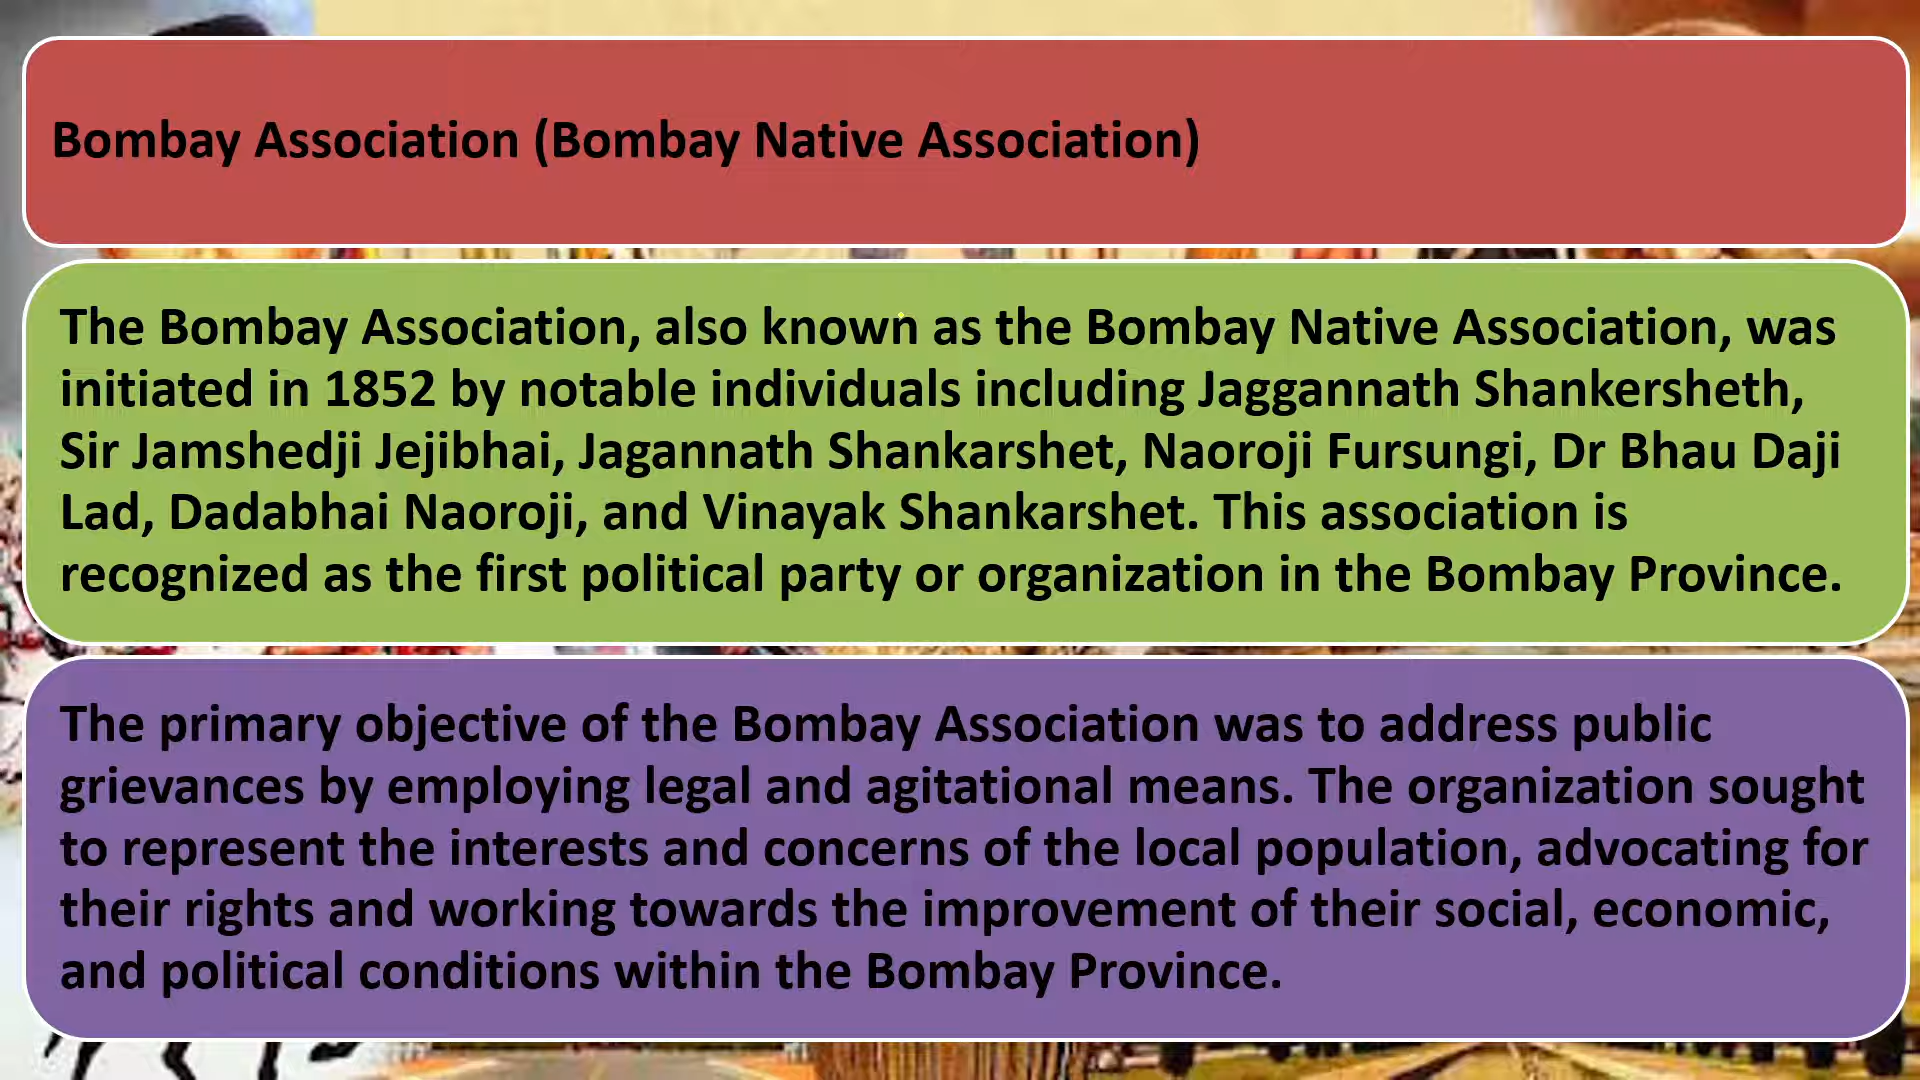 Bombay Association (Bombay Native Association)
The Bombay Association, also known as the Bombay Native Association, was
initiated in 1852 by notable individuals including Jaggannath Shankersheth,
Sir Jamshedji Jejibhai, Jagannath Shankarshet, Naoroji Fursungi, Dr Bhau Daji
Lad, Dadabhai Naoroji, and Vinayak Shankarshet. This association is
recognized as the first political party or organization in the Bombay Province.
The primary objective of the Bombay Association was to address public
grievances by employing legal and agitational means. The organization sought
to represent the interests and concerns of the local population, advocating for
their rights and working towards the improvement of their social, economic,
and political conditions within the Bombay Province.